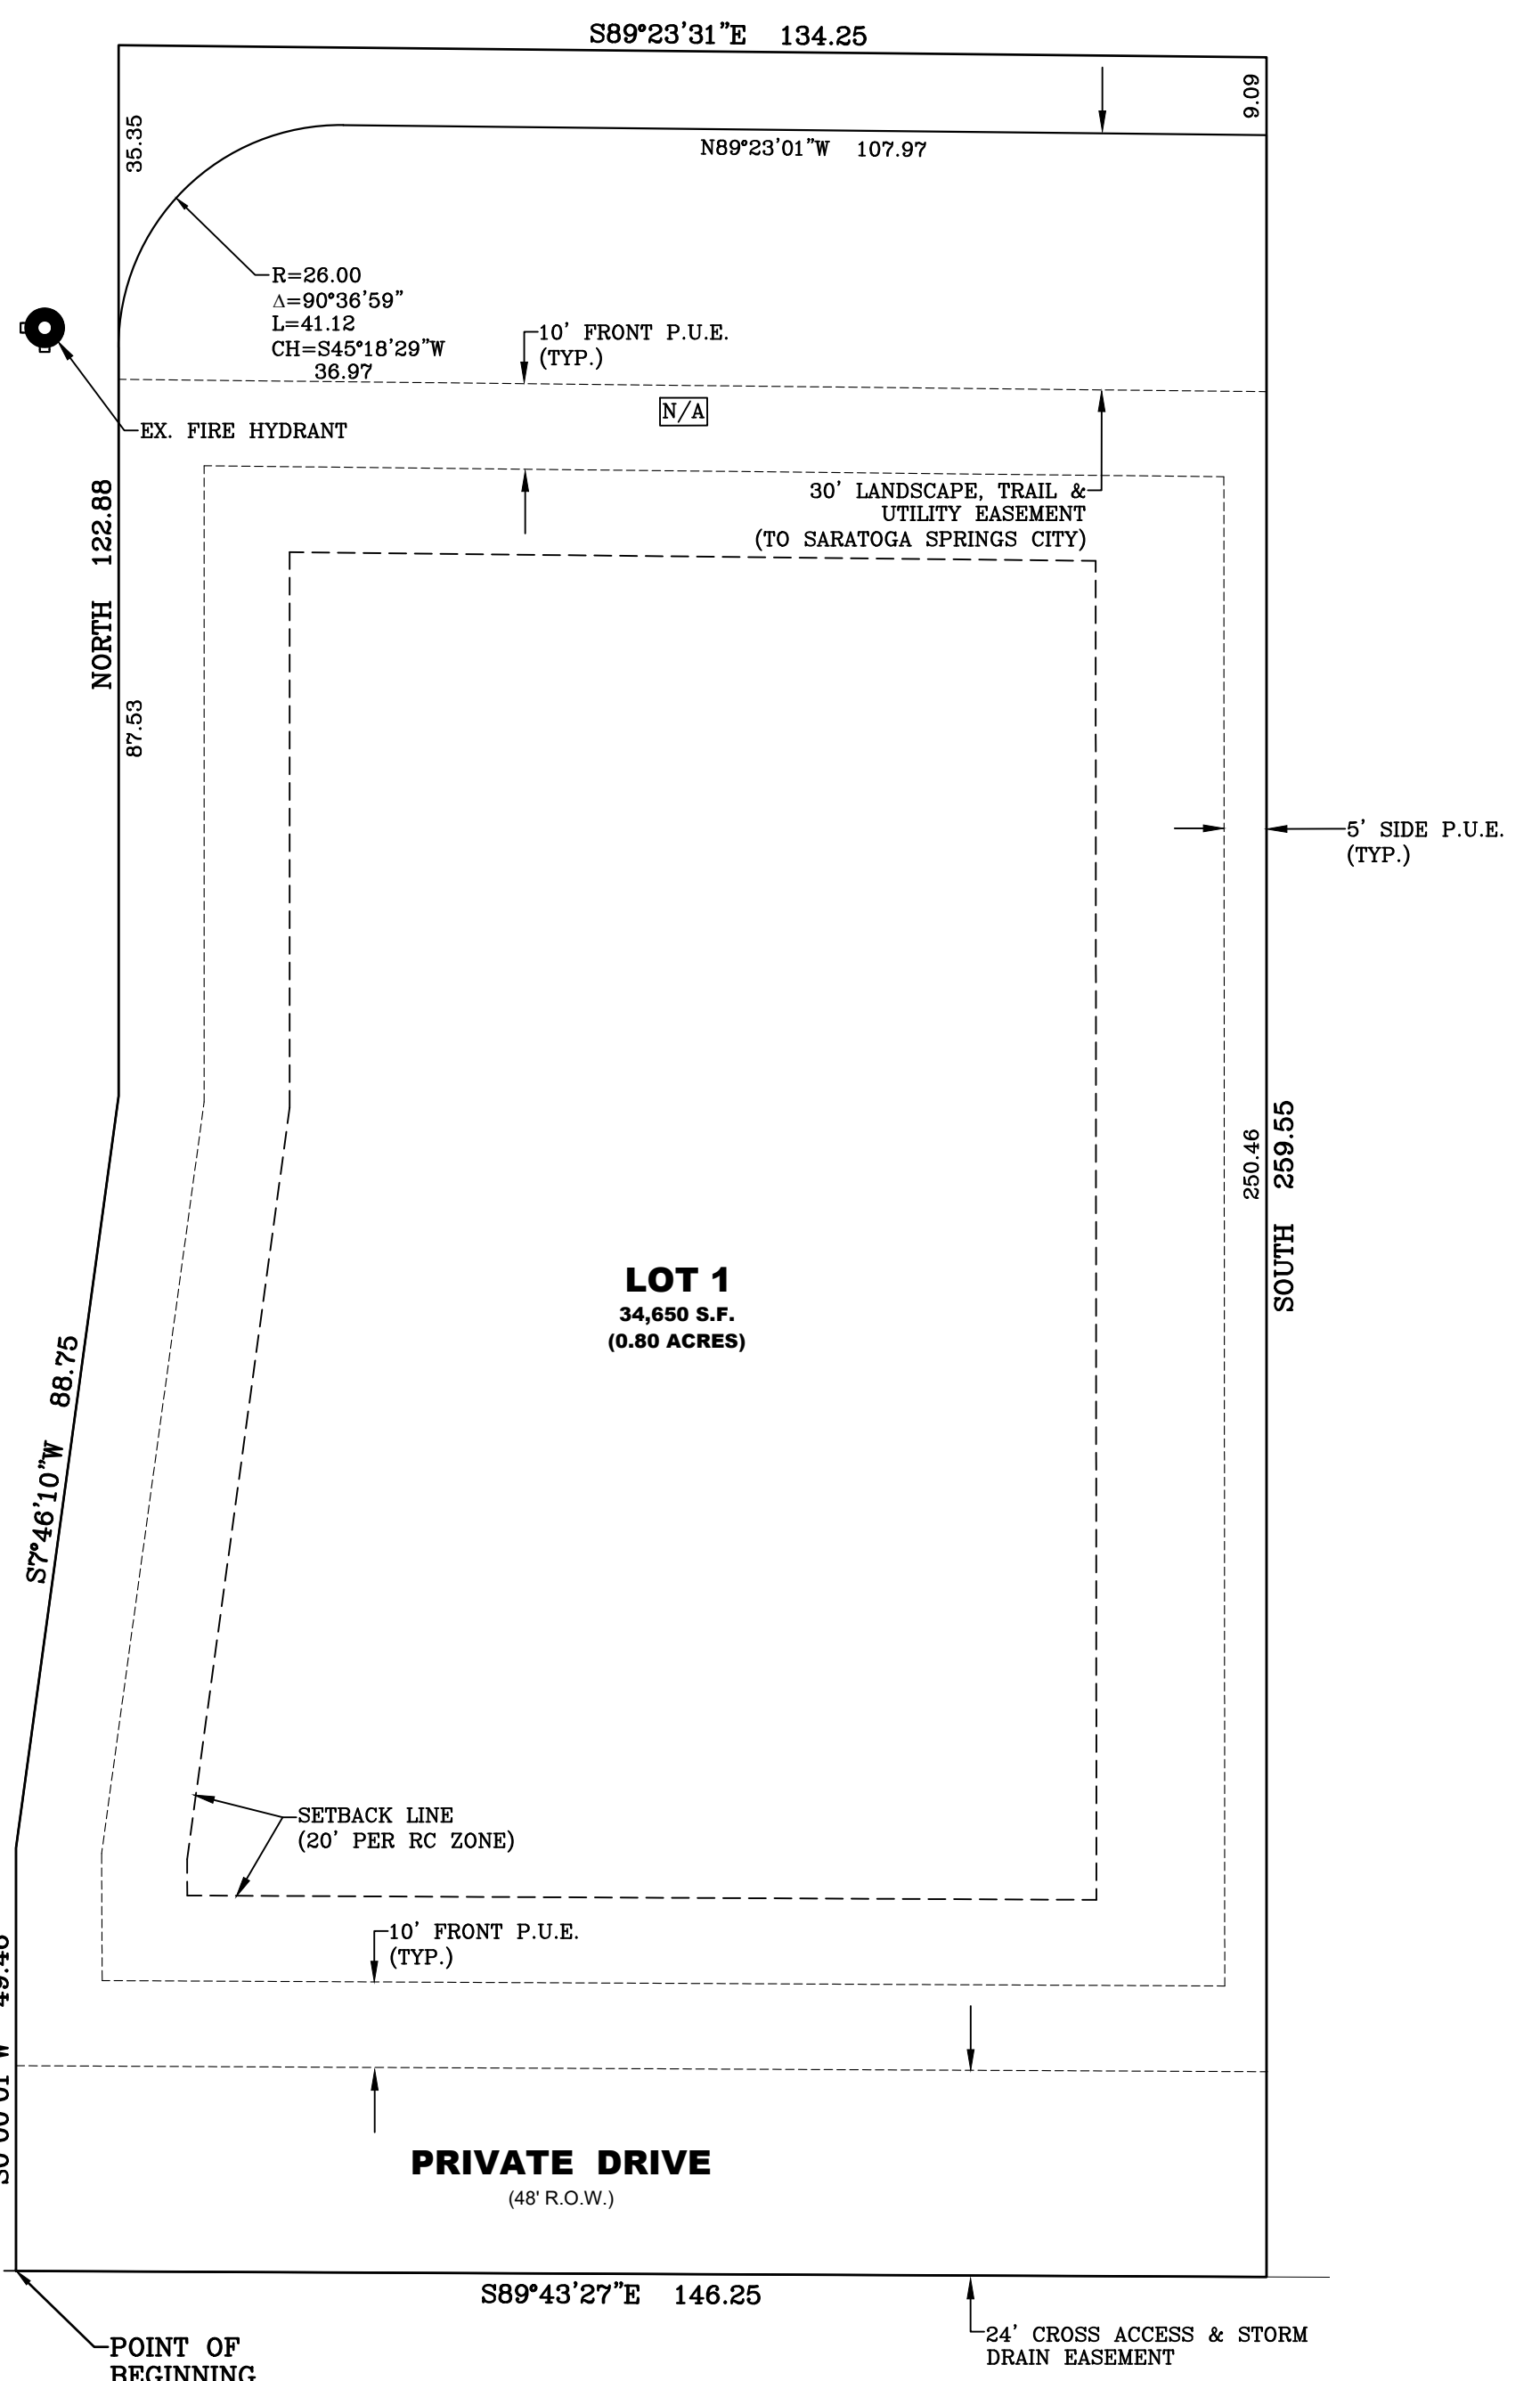 S89°23'31"E 134.25
9.09
35.35
N89°23'01"W 107.97
R=26.00
Δ=90°36'59"
L=41.12
CH=S45°18'29"W
36.97
10' FRONT P.U.E.
(TYP.)
N/A
EX. FIRE HYDRANT
30' LANDSCAPE, TRAIL &
UTILITY EASEMENT
(TO SARATOGA SPRINGS CITY)
NORTH 122.88
87.53
5' SIDE P.U.E.
(TYP.)
250.46
SOUTH 259.55
LOT 1
34,650 S.F.
(0.80 ACRES)
S7°46'10"W 88.75
SETBACK LINE
(20' PER RC ZONE)
10' FRONT P.U.E.
(TYP.)
PRIVATE DRIVE
(48' R.O.W.)
S89°43'27"E 146.25
24' CROSS ACCESS & STORM
DRAIN EASEMENT
POINT OF
BEGINNING